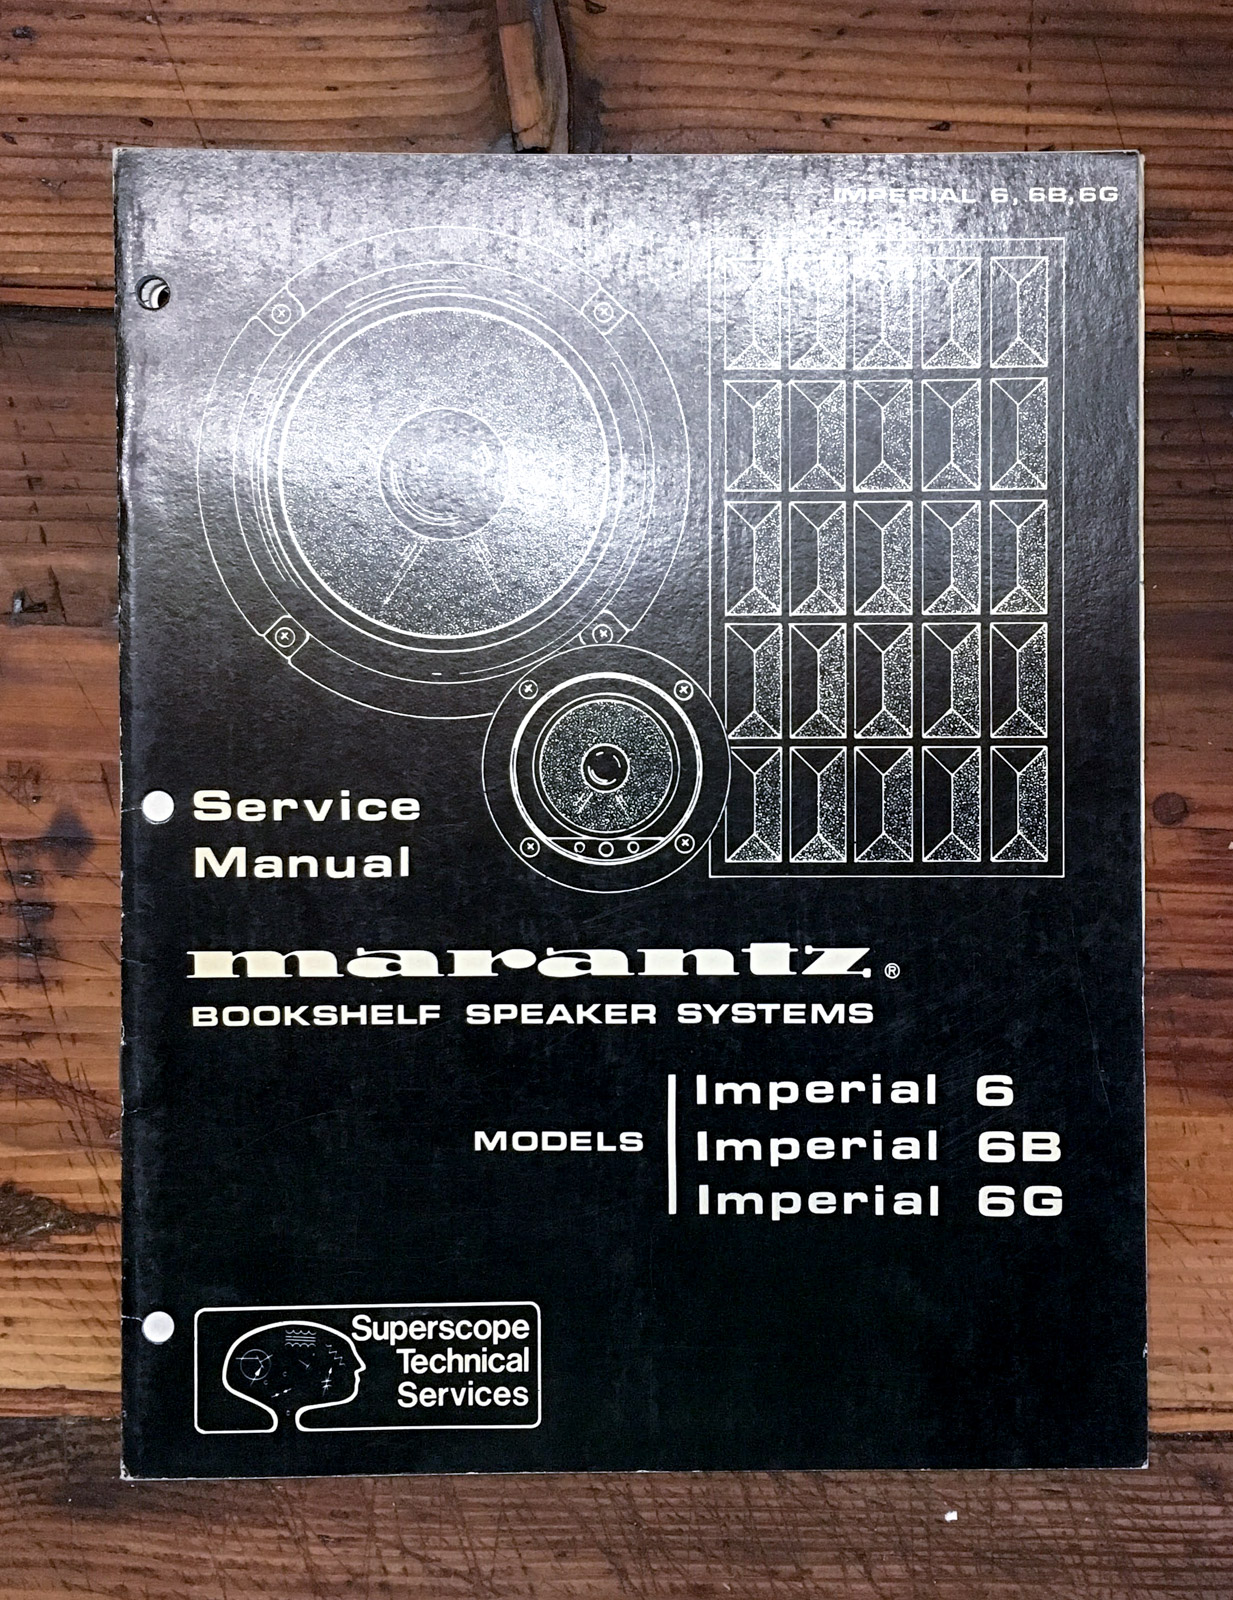 IMPERIAL 6, 6B, 6G
Service
Manual
marantz®
BOOKSHELF SPEAKER SYSTEMS
MODELS
Imperial 6
Imperial 6B
Imperial 6G
Superscope
Technical
Services